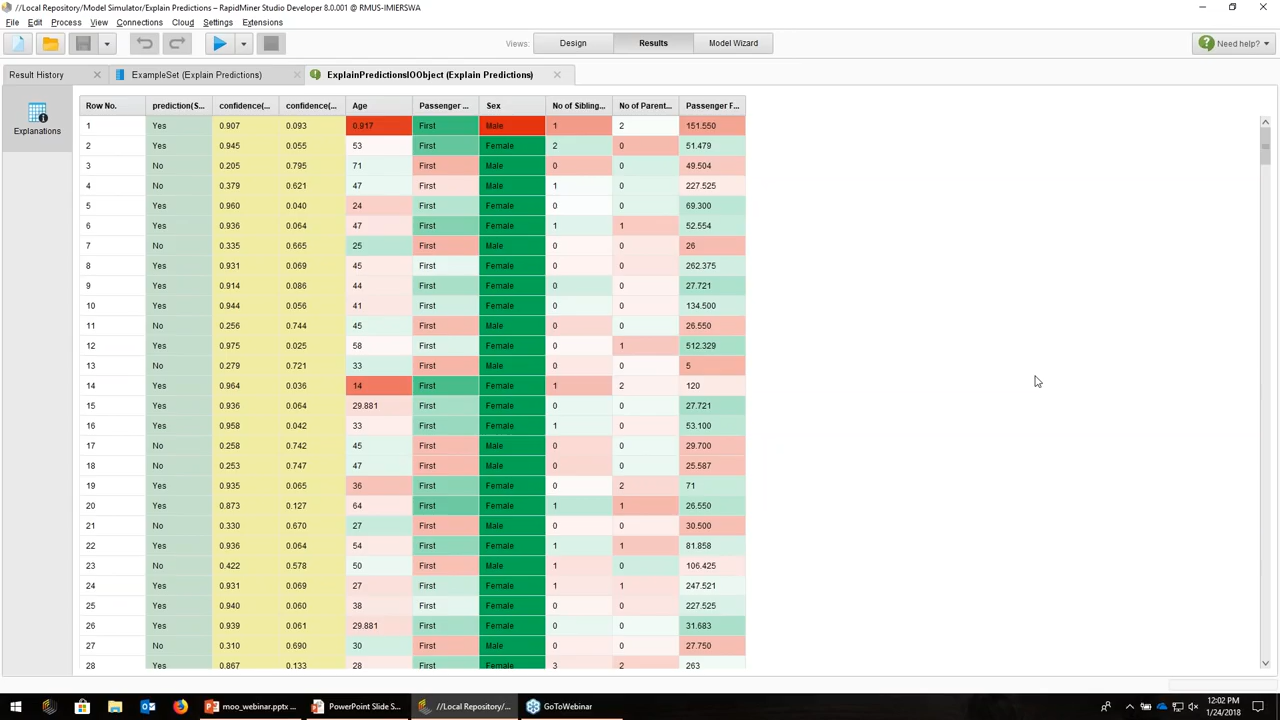 //Local Repository/Model Simulator/Explain Predictions – RapidMiner Studio Developer 8.0.001 @ RMUS-IMIERSWA
File Edit Process View Connections Cloud Settings Extensions
Views: Design Results Model Wizard Need help?
Result History ExampleSet (Explain Predictions) ExplainPredictionsIOObject (Explain Predictions)
Explanations
Row No. prediction(S... confidence(... confidence(... Age Passenger ... Sex No of Sibling... No of Parent... Passenger F...
1 Yes 0.907 0.093 0.917 First Male 1 2 151.550
2 Yes 0.945 0.055 53 First Female 2 0 51.479
3 No 0.205 0.795 71 First Male 0 0 49.504
4 No 0.379 0.621 47 First Male 1 0 227.525
5 Yes 0.960 0.040 24 First Female 0 0 69.300
6 Yes 0.936 0.064 47 First Female 1 1 52.554
7 No 0.335 0.665 25 First Male 0 0 26
8 Yes 0.931 0.069 45 First Female 0 0 262.375
9 Yes 0.914 0.086 44 First Female 0 0 27.721
10 Yes 0.944 0.056 41 First Female 0 0 134.500
11 No 0.256 0.744 45 First Male 0 0 26.550
12 Yes 0.975 0.025 58 First Female 0 1 512.329
13 No 0.279 0.721 33 First Male 0 0 5
14 Yes 0.964 0.036 14 First Female 1 2 120
15 Yes 0.936 0.064 29.881 First Female 0 0 27.721
16 Yes 0.958 0.042 33 First Female 1 0 53.100
17 No 0.258 0.742 45 First Male 0 0 29.700
18 No 0.253 0.747 47 First Male 0 0 25.587
19 Yes 0.935 0.065 36 First Female 0 2 71
20 Yes 0.873 0.127 64 First Female 1 1 26.550
21 No 0.330 0.670 27 First Male 0 0 30.500
22 Yes 0.936 0.064 54 First Female 1 1 81.858
23 No 0.422 0.578 50 First Male 1 0 106.425
24 Yes 0.931 0.069 27 First Female 1 1 247.521
25 Yes 0.940 0.060 38 First Female 0 0 227.525
26 Yes 0.939 0.061 29.881 First Female 0 0 31.683
27 No 0.310 0.690 30 First Male 0 0 27.750
28 Yes 0.867 0.133 28 First Female 3 2 263
moo_webinar.pptx ... PowerPoint Slide S... //Local Repository/... GoToWebinar
12:02 PM
1/24/2018